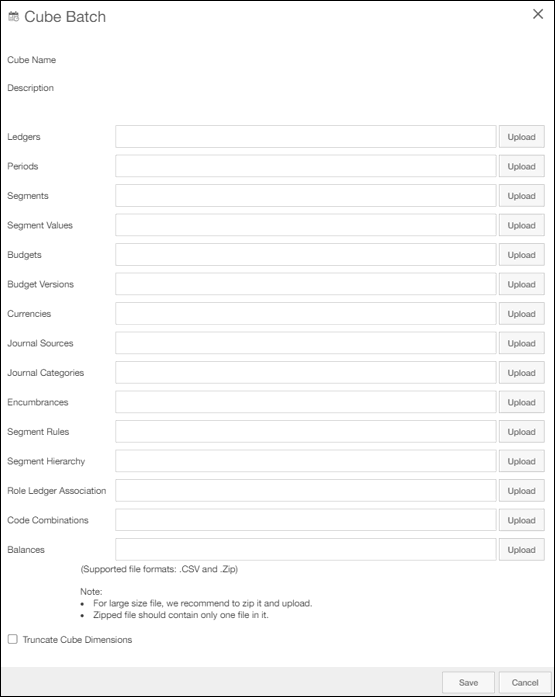 Cube Batch
Cube Name
Description
Ledgers Upload
Periods Upload
Segments Upload
Segment Values Upload
Budgets Upload
Budget Versions Upload
Currencies Upload
Journal Sources Upload
Journal Categories Upload
Encumbrances Upload
Segment Rules Upload
Segment Hierarchy Upload
Role Ledger Association Upload
Code Combinations Upload
Balances Upload
(Supported file formats: .CSV and .Zip)
Note:
• For large size file, we recommend to zip it and upload.
• Zipped file should contain only one file in it.
Truncate Cube Dimensions
Save Cancel